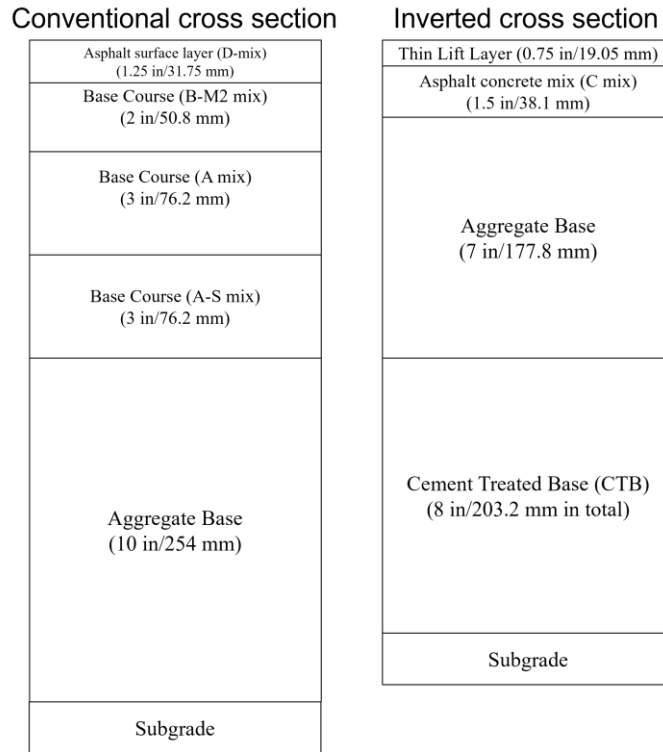 Conventional cross section
Asphalt surface layer (D-mix)
(1.25 in/31.75 mm)
Base Course (B-M2 mix)
(2 in/50.8 mm)
Base Course (A mix)
(3 in/76.2 mm)
Base Course (A-S mix)
(3 in/76.2 mm)
Aggregate Base
(10 in/254 mm)
Subgrade
Inverted cross section
Thin Lift Layer (0.75 in/19.05 mm)
Asphalt concrete mix (C mix)
(1.5 in/38.1 mm)
Aggregate Base
(7 in/177.8 mm)
Cement Treated Base (CTB)
(8 in/203.2 mm in total)
Subgrade